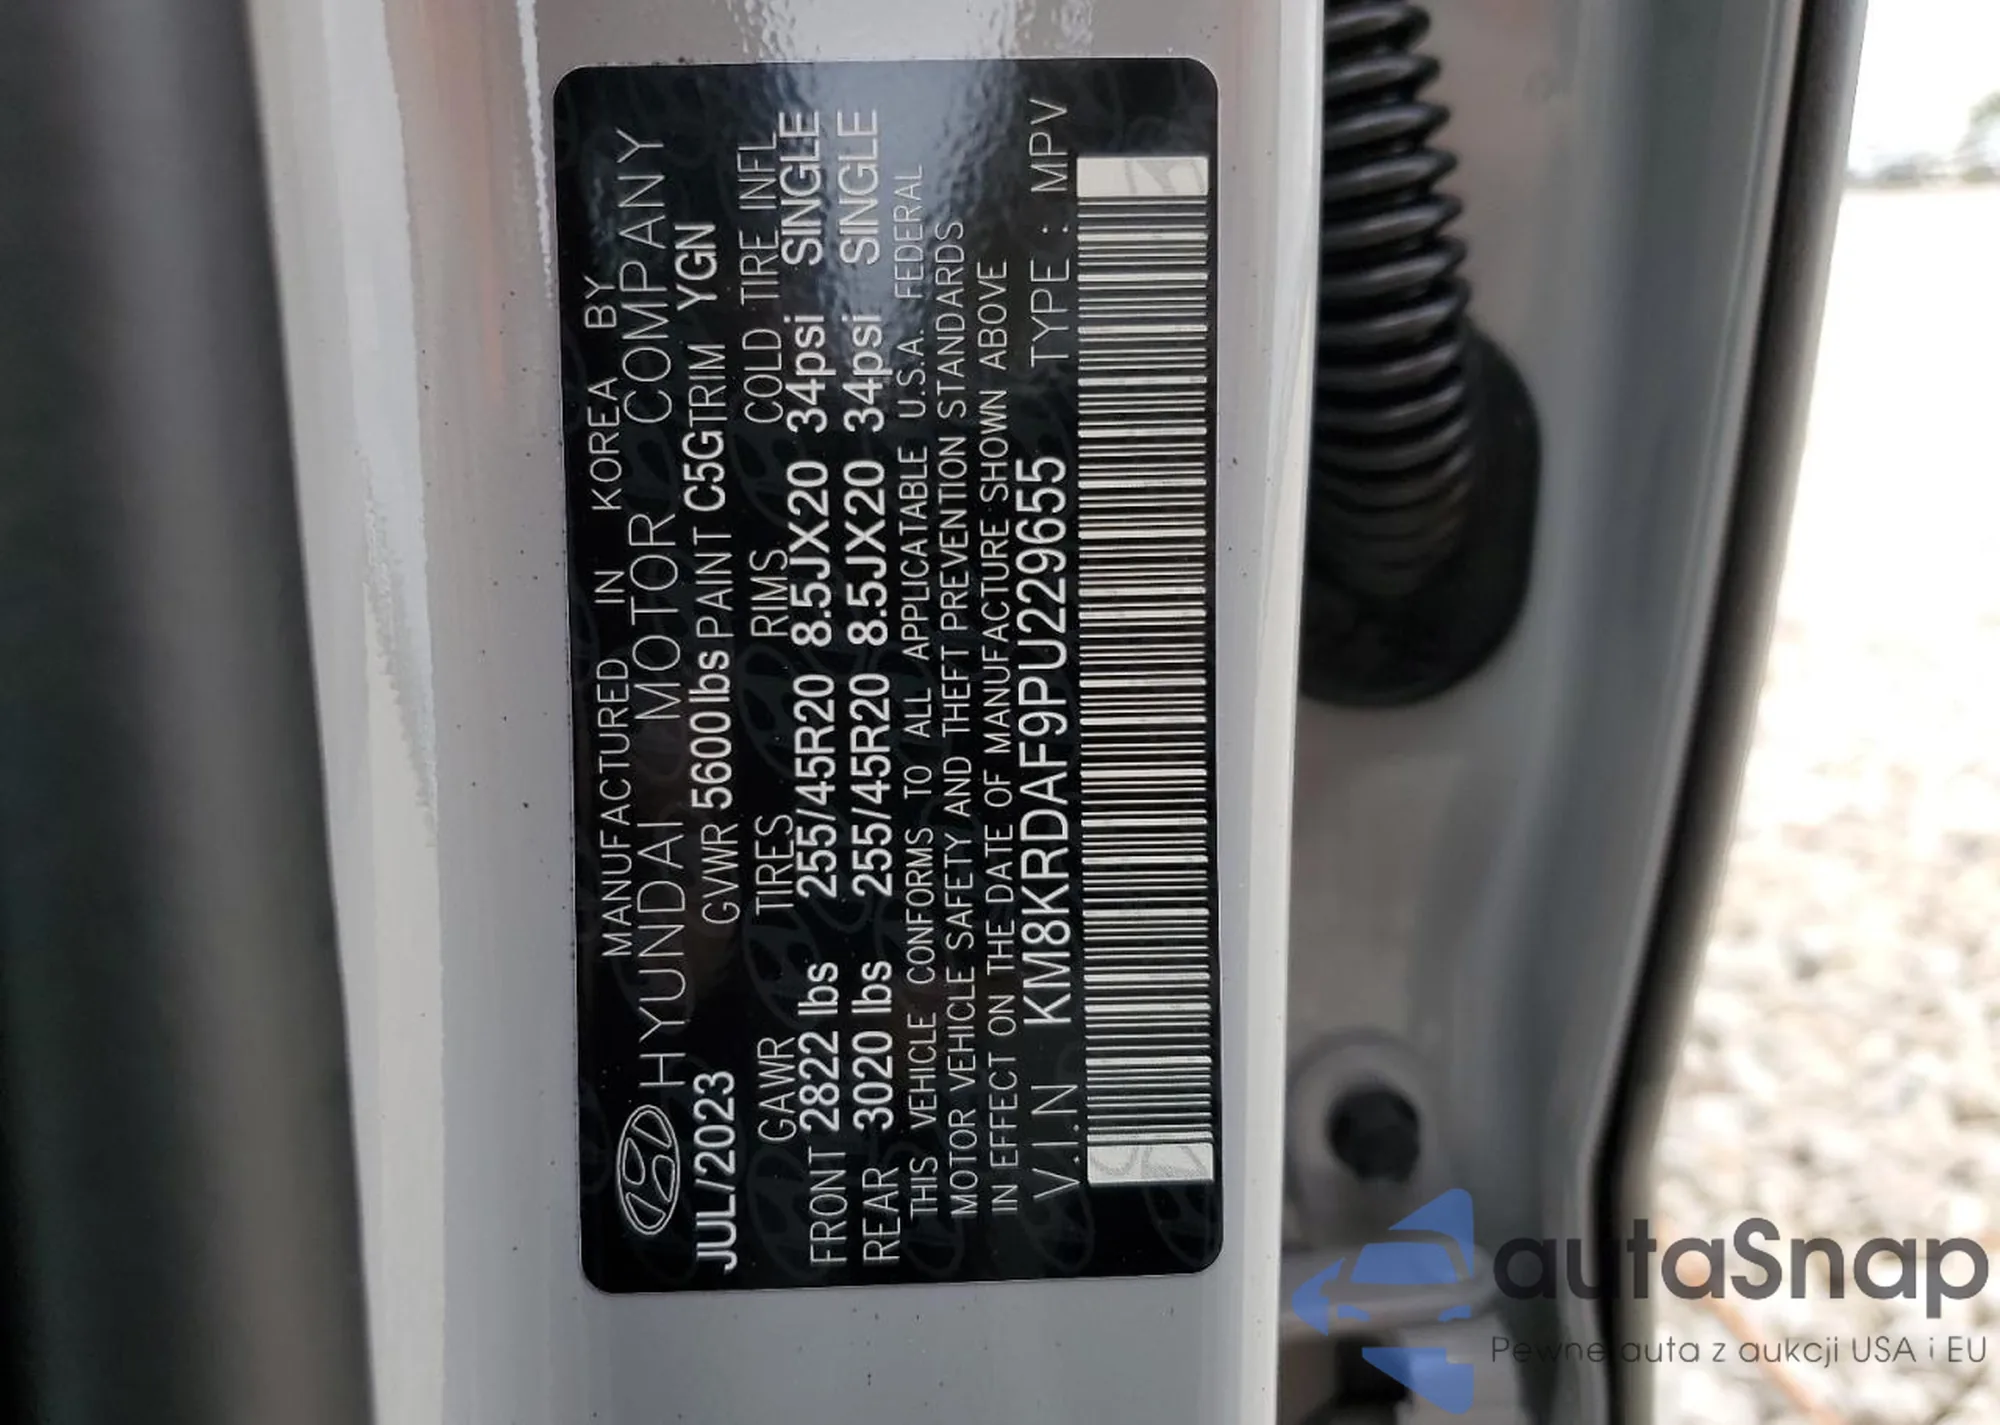 MANUFACTURED IN KOREA BY
HYUNDAI MOTOR COMPANY
JUL/2023 GVWR 5600lbs PAINT C5G TRIM YGN
GAWR TIRES RIMS COLD TIRE INFL
FRONT 2822 lbs 255/45R20 8.5JX20 34psi SINGLE
REAR 3020 lbs 255/45R20 8.5JX20 34psi SINGLE
THIS VEHICLE CONFORMS TO ALL APPLICATABLE U.S.A. FEDERAL
MOTOR VEHICLE SAFETY AND THEFT PREVENTION STANDARDS
IN EFFECT ON THE DATE OF MANUFACTURE SHOWN ABOVE
V.I.N KM8KRDAF9PU229655 TYPE : MPV
autaSnap
Pewne auta z aukcji USA i EU